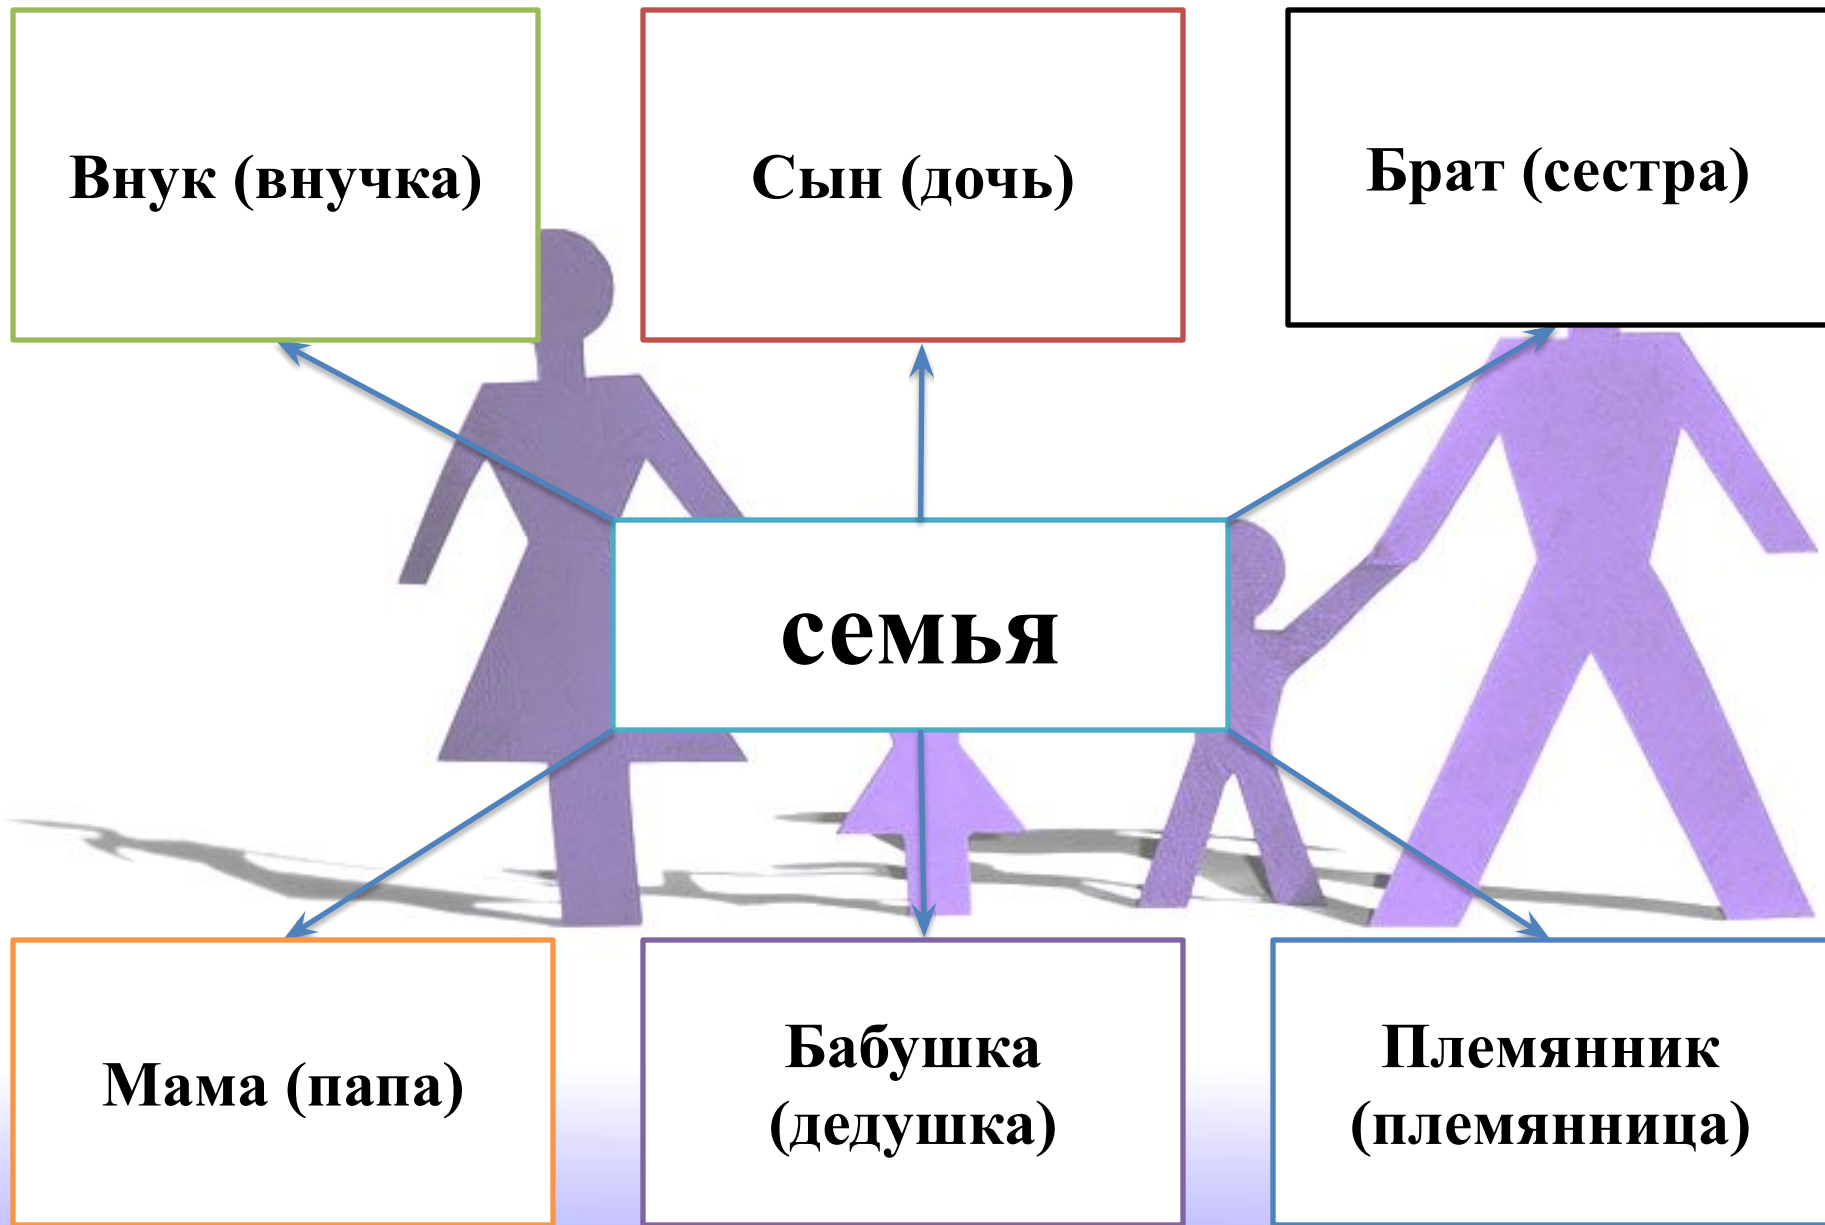 Внук (внучка)
Сын (дочь)
Брат (сестра)
семья
Мама (папа)
Бабушка
(дедушка)
Племянник
(племянница)